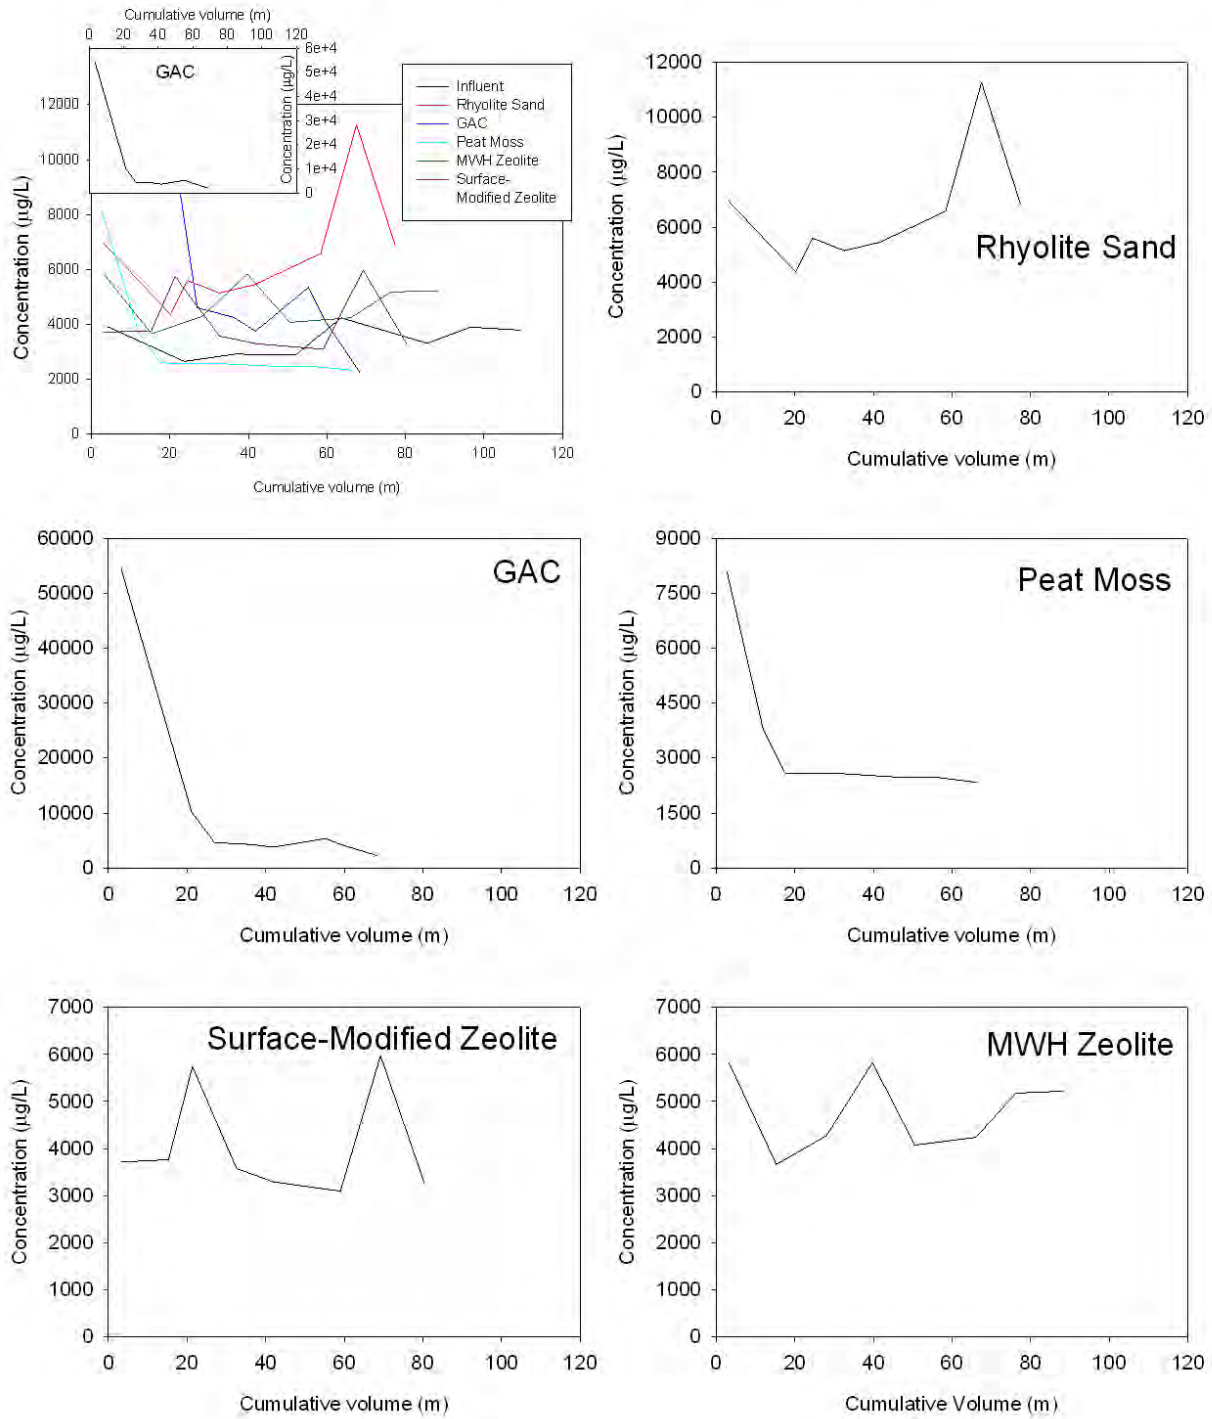 Cumulative volume (m)
0 20 40 60 80 100 120
6e+4
5e+4
4e+4
3e+4
2e+4
1e+4
0
Concentration (µg/L)
GAC
12000
10000
8000
6000
4000
2000
0
Concentration (µg/L)
Influent
Rhyolite Sand
GAC
Peat Moss
MWH Zeolite
Surface-
Modified Zeolite
0 20 40 60 80 100 120
Cumulative volume (m)
12000
10000
8000
6000
4000
2000
0
Concentration (µg/L)
Rhyolite Sand
0 20 40 60 80 100 120
Cumulative volume (m)
60000
50000
40000
30000
20000
10000
0
Concentration (µg/L)
GAC
0 20 40 60 80 100 120
Cumulative volume (m)
9000
7500
6000
4500
3000
1500
0
Concentration (µg/L)
Peat Moss
0 20 40 60 80 100 120
Cumulative volume (m)
7000
6000
5000
4000
3000
2000
1000
0
Concentration (µg/L)
Surface-Modified Zeolite
0 20 40 60 80 100 120
Cumulative volume (m)
7000
6000
5000
4000
3000
2000
1000
0
Concentration (µg/L)
MWH Zeolite
0 20 40 60 80 100 120
Cumulative Volume (m)